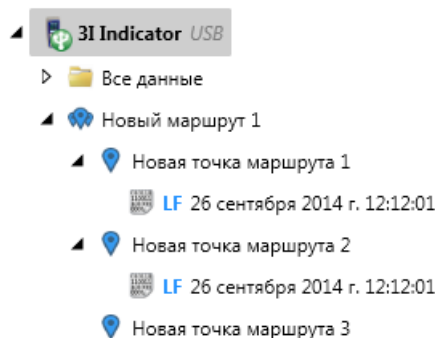 3I Indicator USB
Все данные
Новый маршрут 1
Новая точка маршрута 1
LF 26 сентября 2014 г. 12:12:01
Новая точка маршрута 2
LF 26 сентября 2014 г. 12:12:01
Новая точка маршрута 3